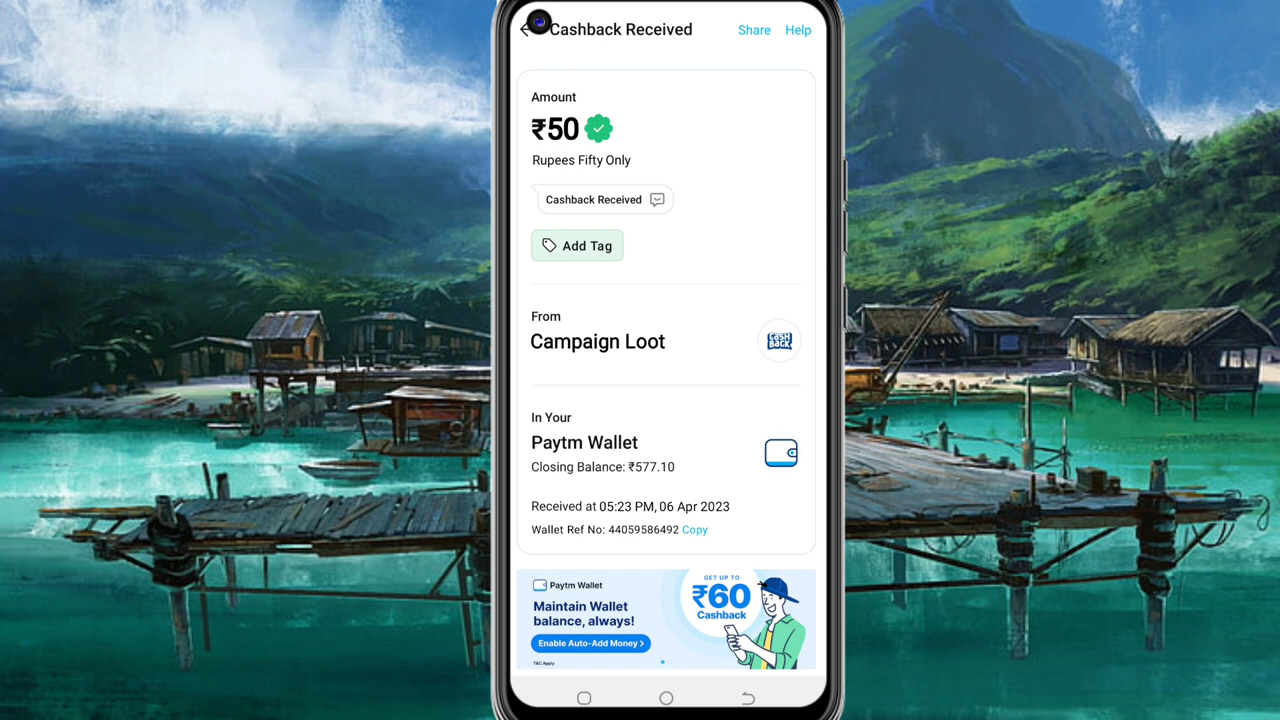 Cashback Received
Share
Help
Amount
₹50
Rupees Fifty Only
Cashback Received
Add Tag
From
Campaign Loot
CASH
BACK
In Your
Paytm Wallet
Closing Balance: ₹577.10
Received at 05:23 PM, 06 Apr 2023
Wallet Ref No: 44059586492 Copy
Paytm Wallet
Maintain Wallet
balance, always!
Enable Auto-Add Money >
T&C Apply
GET UP TO
₹60
Cashback